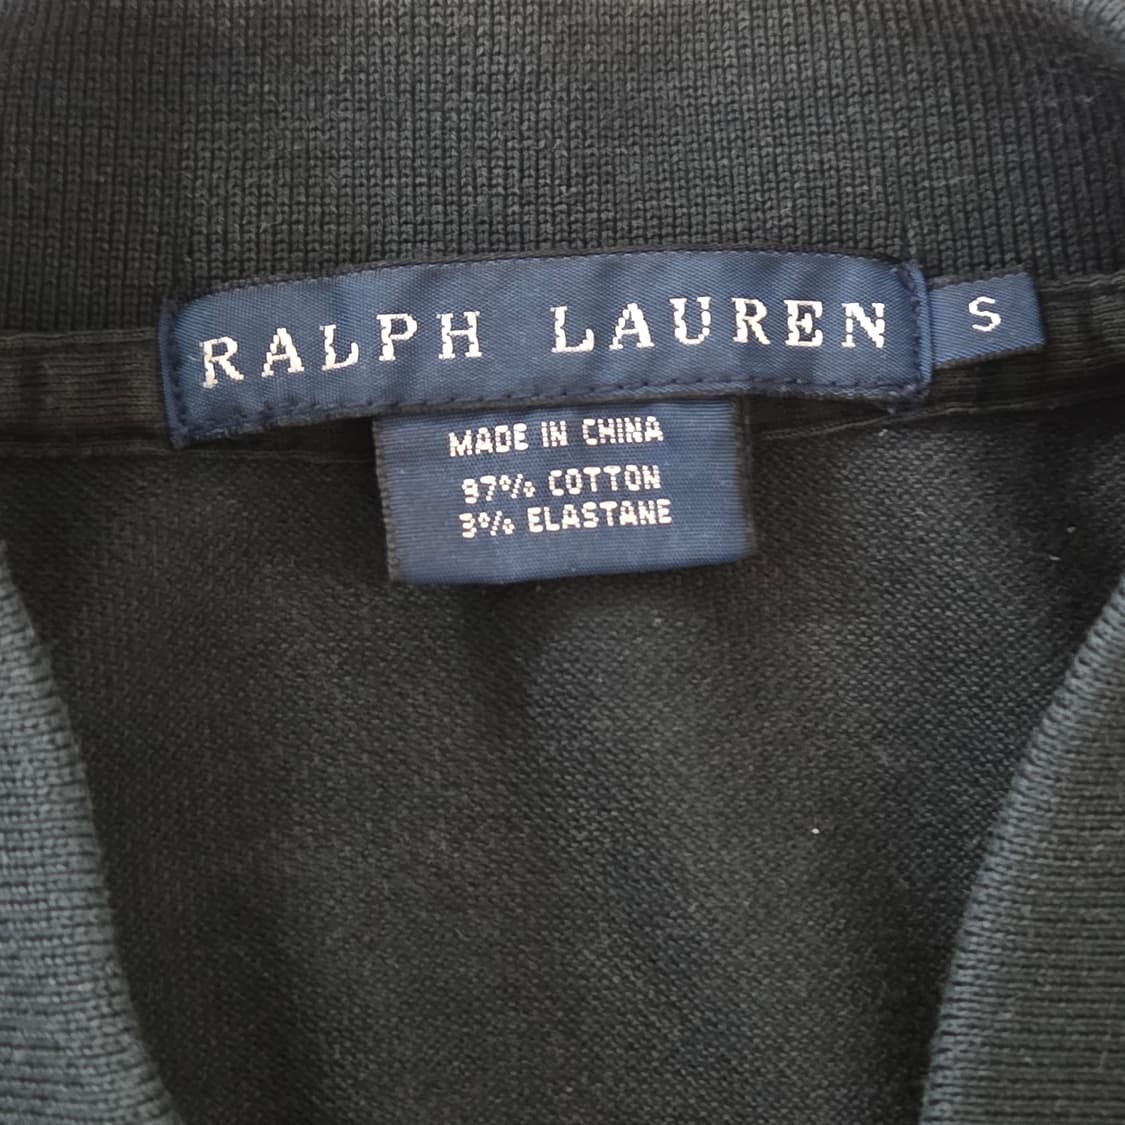 RALPH LAUREN S
MADE IN CHINA
97% COTTON
3% ELASTANE